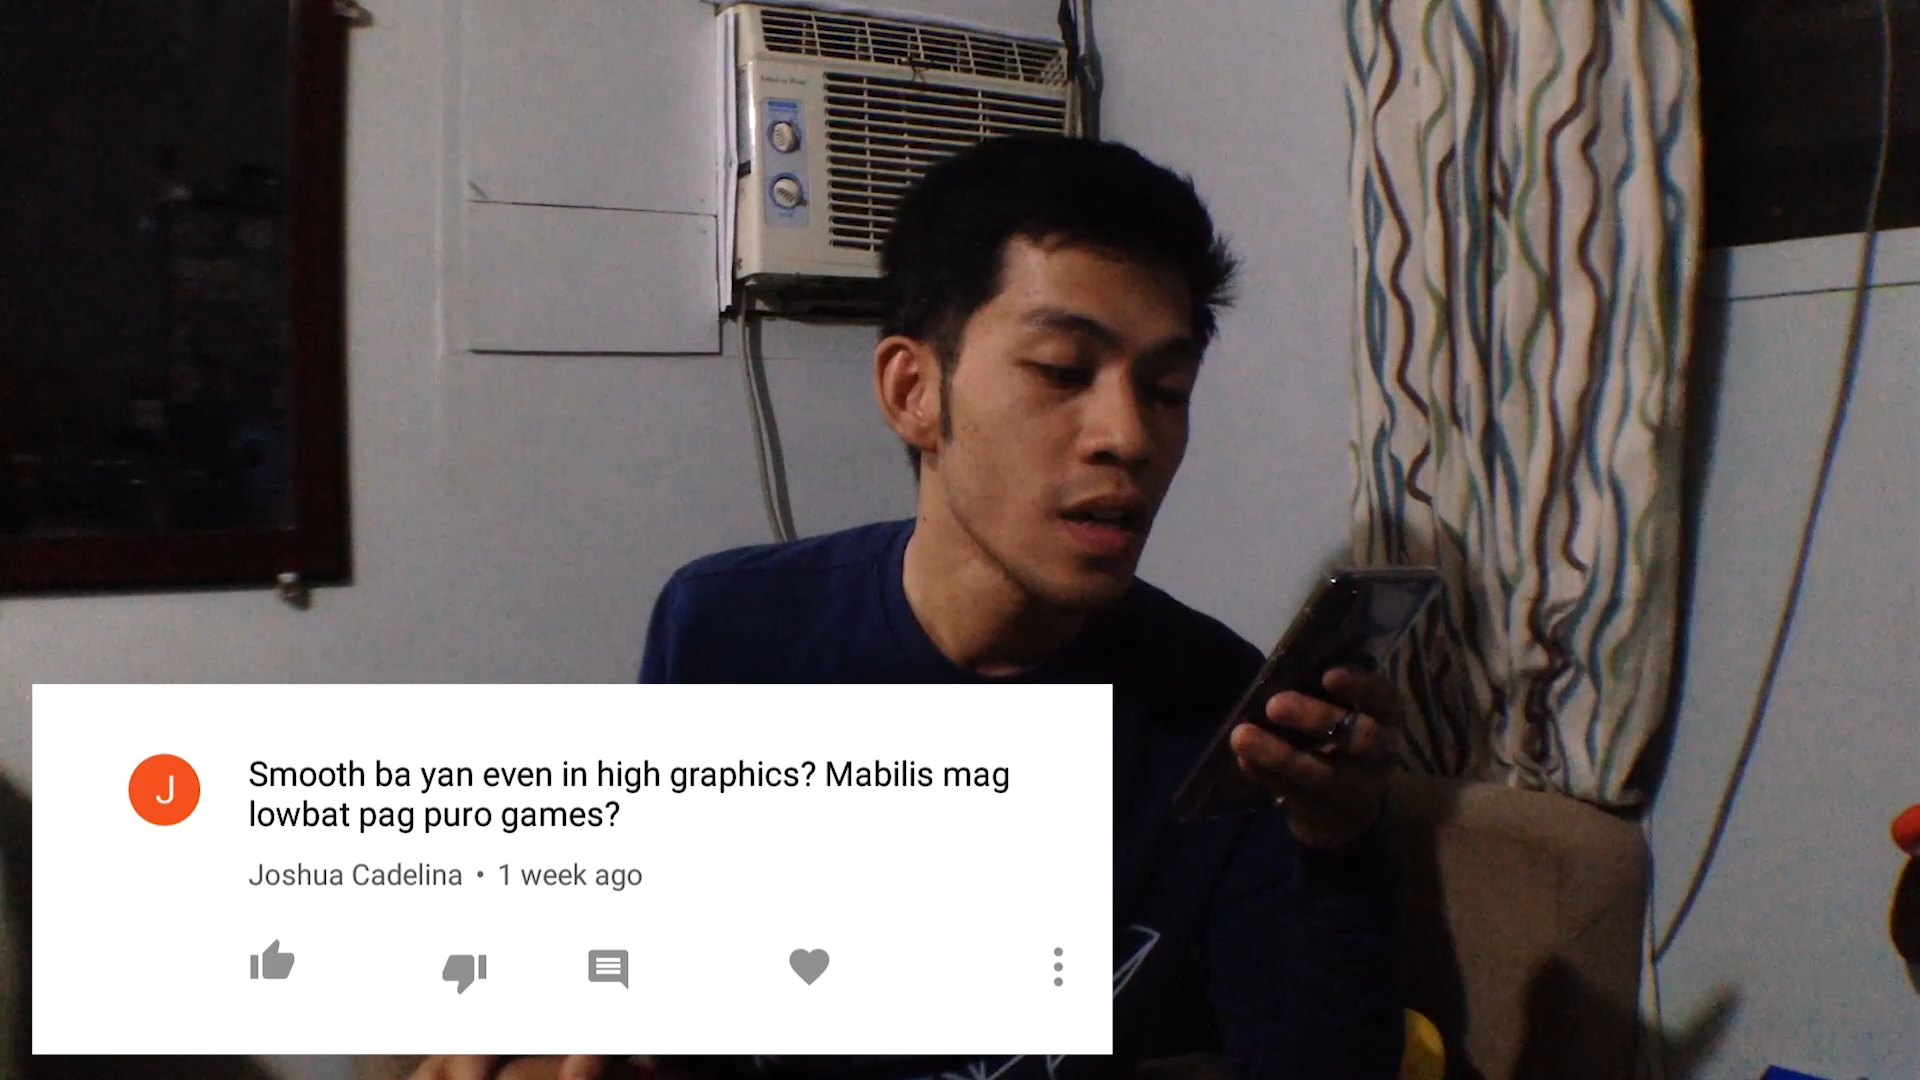 J
Smooth ba yan even in high graphics? Mabilis mag
lowbat pag puro games?
Joshua Cadelina • 1 week ago